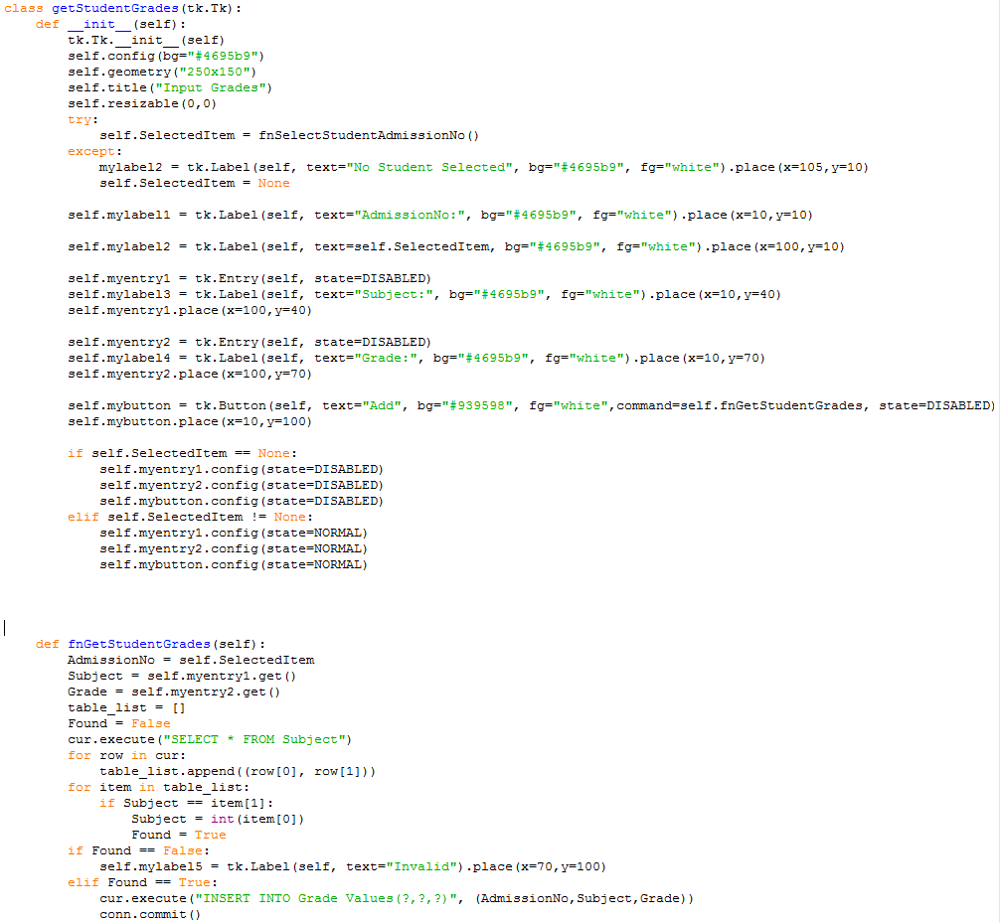 class getStudentGrades(tk.Tk):
    def __init__(self):
        tk.Tk.__init__(self)
        self.config(bg="#4695b9")
        self.geometry("250x150")
        self.title("Input Grades")
        self.resizable(0,0)
        try:
            self.SelectedItem = fnSelectStudentAdmissionNo()
        except:
            mylabel2 = tk.Label(self, text="No Student Selected", bg="#4695b9", fg="white").place(x=105,y=10)
            self.SelectedItem = None
        self.mylabel1 = tk.Label(self, text="AdmissionNo:", bg="#4695b9", fg="white").place(x=10,y=10)
        self.mylabel2 = tk.Label(self, text=self.SelectedItem, bg="#4695b9", fg="white").place(x=100,y=10)
        self.myentry1 = tk.Entry(self, state=DISABLED)
        self.mylabel3 = tk.Label(self, text="Subject:", bg="#4695b9", fg="white").place(x=10,y=40)
        self.myentry1.place(x=100,y=40)
        self.myentry2 = tk.Entry(self, state=DISABLED)
        self.mylabel4 = tk.Label(self, text="Grade:", bg="#4695b9", fg="white").place(x=10,y=70)
        self.myentry2.place(x=100,y=70)
        self.mybutton = tk.Button(self, text="Add", bg="#939598", fg="white",command=self.fnGetStudentGrades, state=DISABLED)
        self.mybutton.place(x=10,y=100)
        if self.SelectedItem == None:
            self.myentry1.config(state=DISABLED)
            self.myentry2.config(state=DISABLED)
            self.mybutton.config(state=DISABLED)
        elif self.SelectedItem != None:
            self.myentry1.config(state=NORMAL)
            self.myentry2.config(state=NORMAL)
            self.mybutton.config(state=NORMAL)
    def fnGetStudentGrades(self):
        AdmissionNo = self.SelectedItem
        Subject = self.myentry1.get()
        Grade = self.myentry2.get()
        table_list = []
        Found = False
        cur.execute("SELECT * FROM Subject")
        for row in cur:
            table_list.append((row[0], row[1]))
        for item in table_list:
            if Subject == item[1]:
                Subject = int(item[0])
                Found = True
        if Found == False:
            self.mylabel5 = tk.Label(self, text="Invalid").place(x=70,y=100)
        elif Found == True:
            cur.execute("INSERT INTO Grade Values(?,?,?)", (AdmissionNo,Subject,Grade))
            conn.commit()